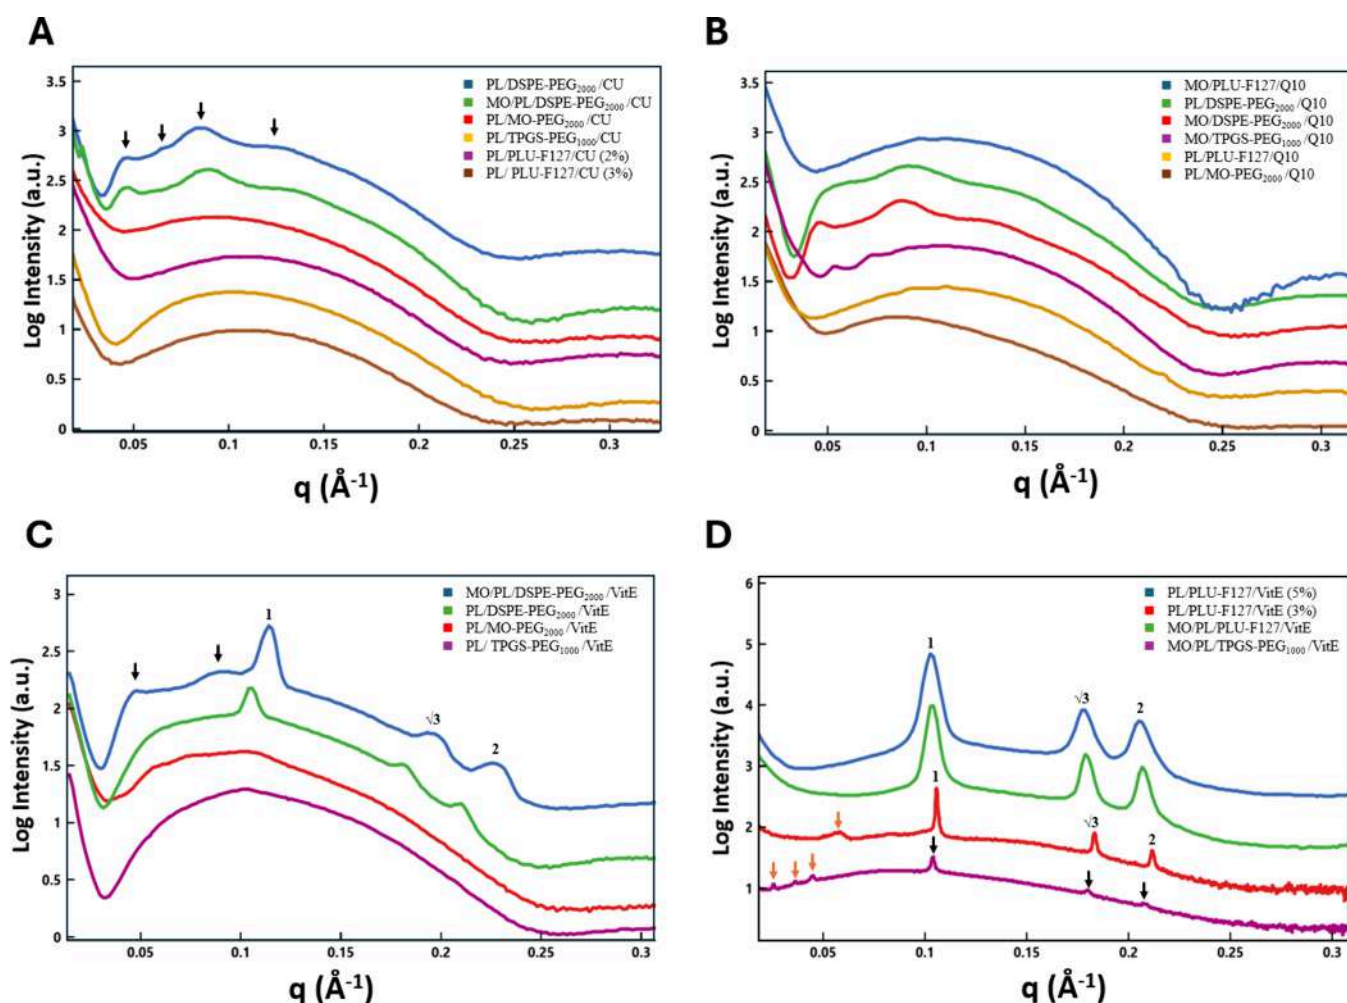 A
3.5
3
2.5
2
1.5
1
0.5
0
Log Intensity (a.u.)
PL/DSPE-PEG2000/CU
MO/PL/DSPE-PEG2000/CU
PL/MO-PEG2000/CU
PL/TPGS-PEG1000/CU
PL/PLU-F127/CU (2%)
PL/ PLU-F127/CU (3%)
0.05 0.1 0.15 0.2 0.25 0.3
q (Å-1)
B
3.5
3
2.5
2
1.5
1
0.5
0
Log Intensity (a.u.)
MO/PLU-F127/Q10
PL/DSPE-PEG2000/Q10
MO/DSPE-PEG2000/Q10
MO/TPGS-PEG1000/Q10
PL/PLU-F127/Q10
PL/MO-PEG2000/Q10
0.05 0.1 0.15 0.2 0.25 0.3
q (Å-1)
C
3
2.5
2
1.5
1
0.5
0
Log Intensity (a.u.)
MO/PL/DSPE-PEG2000/VitE
PL/DSPE-PEG2000/VitE
PL/MO-PEG2000/VitE
PL/ TPGS-PEG1000/VitE
1
√3
2
0.05 0.1 0.15 0.2 0.25 0.3
q (Å-1)
D
6
5
4
3
2
1
Log Intensity (a.u.)
PL/PLU-F127/VitE (5%)
PL/PLU-F127/VitE (3%)
MO/PL/PLU-F127/VitE
MO/PL/TPGS-PEG1000/VitE
1
√3
2
1
√3
2
0.05 0.1 0.15 0.2 0.25 0.3
q (Å-1)